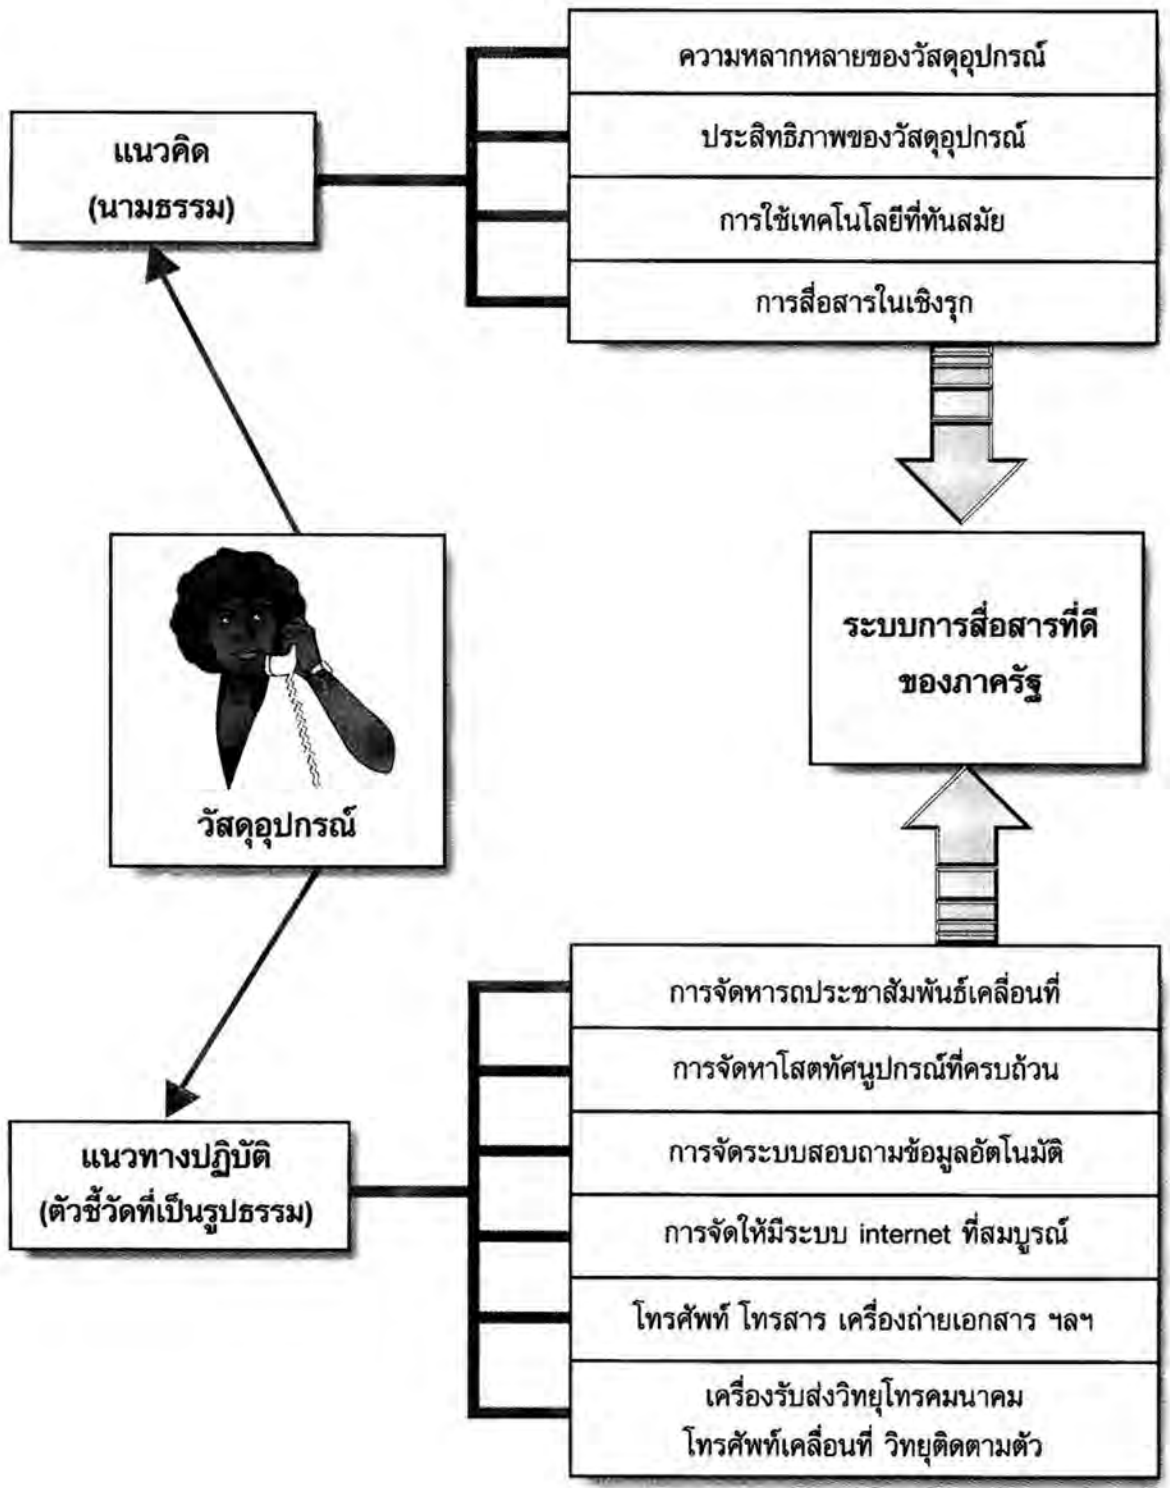 ความหลากหลายของวัสดุอุปกรณ์
ประสิทธิภาพของวัสดุอุปกรณ์
การใช้เทคโนโลยีที่ทันสมัย
การสื่อสารในเชิงรุก
แนวคิด
(นามธรรม)
วัสดุอุปกรณ์
ระบบการสื่อสารที่ดี
ของภาครัฐ
แนวทางปฏิบัติ
(ตัวชี้วัดที่เป็นรูปธรรม)
การจัดหารถประชาสัมพันธ์เคลื่อนที่
การจัดหาโสตทัศนูปกรณ์ที่ครบถ้วน
การจัดระบบสอบถามข้อมูลอัตโนมัติ
การจัดให้มีระบบ internet ที่สมบูรณ์
โทรศัพท์ โทรสาร เครื่องถ่ายเอกสาร ฯลฯ
เครื่องรับส่งวิทยุโทรคมนาคม
โทรศัพท์เคลื่อนที่ วิทยุติดตามตัว